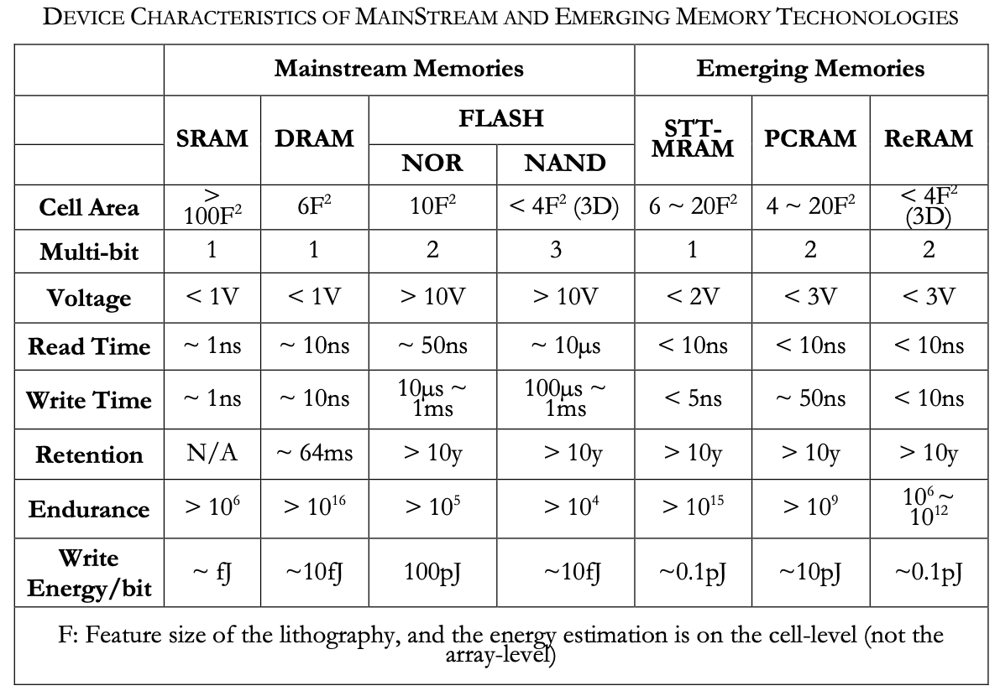 DEVICE CHARACTERISTICS OF MAINSTREAM AND EMERGING MEMORY TECHONOLOGIES
Mainstream Memories Emerging Memories
SRAM DRAM FLASH STT-MRAM PCRAM ReRAM
NOR NAND
Cell Area > 100F² 6F² 10F² < 4F² (3D) 6 ~ 20F² 4 ~ 20F² < 4F² (3D)
Multi-bit 1 1 2 3 1 2 2
Voltage < 1V < 1V > 10V > 10V < 2V < 3V < 3V
Read Time ~ 1ns ~ 10ns ~ 50ns ~ 10μs < 10ns < 10ns < 10ns
Write Time ~ 1ns ~ 10ns 10μs ~ 1ms 100μs ~ 1ms < 5ns ~ 50ns < 10ns
Retention N/A ~ 64ms > 10y > 10y > 10y > 10y > 10y
Endurance > 10⁶ > 10¹⁶ > 10⁵ > 10⁴ > 10¹⁵ > 10⁹ 10⁶ ~ 10¹²
Write Energy/bit ~ fJ ~10fJ 100pJ ~10fJ ~0.1pJ ~10pJ ~0.1pJ
F: Feature size of the lithography, and the energy estimation is on the cell-level (not the
array-level)